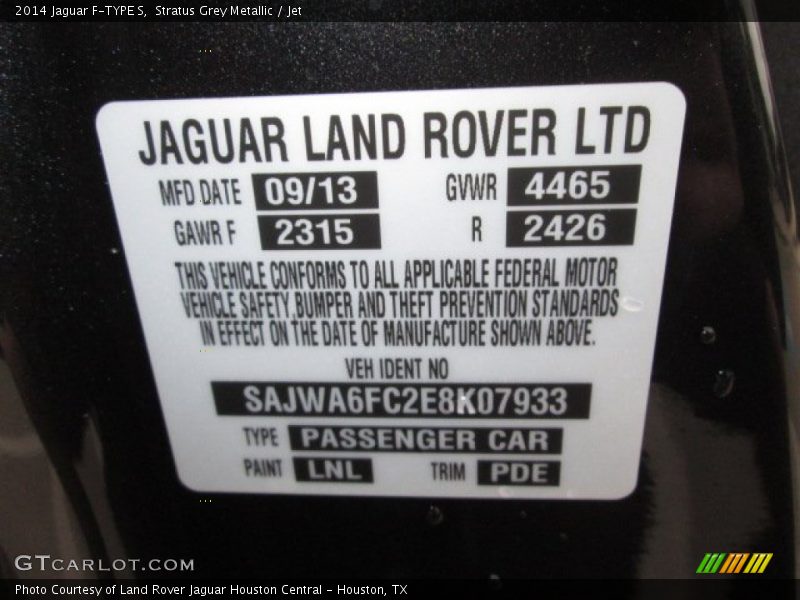 2014 Jaguar F-TYPE S, Stratus Grey Metallic / Jet
JAGUAR LAND ROVER LTD
MFD DATE 09/13 GVWR 4465
GAWR F 2315 R 2426
THIS VEHICLE CONFORMS TO ALL APPLICABLE FEDERAL MOTOR
VEHICLE SAFETY,BUMPER AND THEFT PREVENTION STANDARDS
IN EFFECT ON THE DATE OF MANUFACTURE SHOWN ABOVE.
VEH IDENT NO
SAJWA6FC2E8K07933
TYPE PASSENGER CAR
PAINT LNL TRIM PDE
GTCARLOT.COM
Photo Courtesy of Land Rover Jaguar Houston Central - Houston, TX